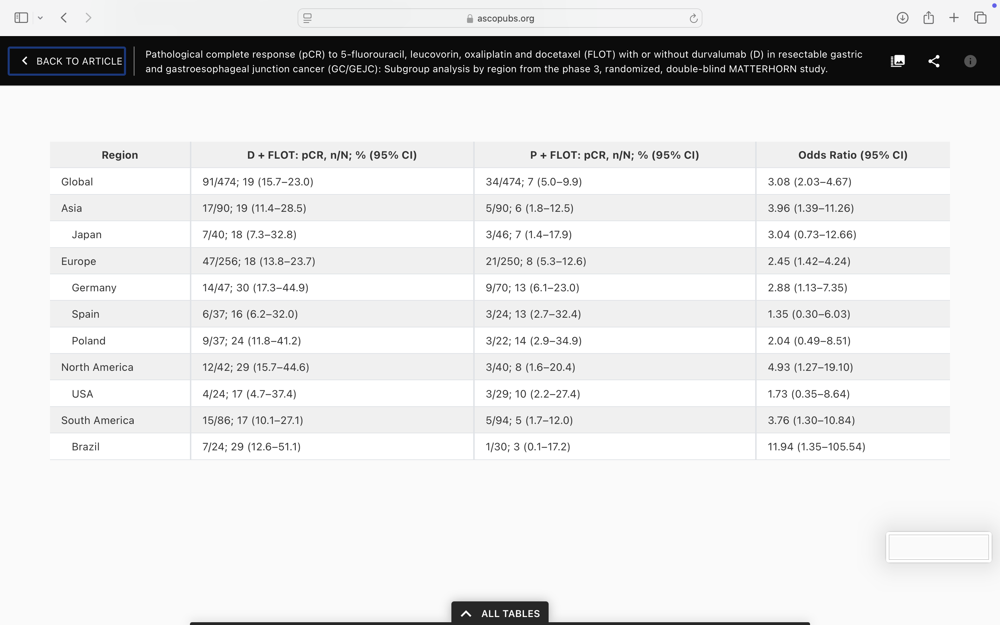 ascopubs.org
BACK TO ARTICLE
Pathological complete response (pCR) to 5-fluorouracil, leucovorin, oxaliplatin and docetaxel (FLOT) with or without durvalumab (D) in resectable gastric
and gastroesophageal junction cancer (GC/GEJC): Subgroup analysis by region from the phase 3, randomized, double-blind MATTERHORN study.
Region D + FLOT: pCR, n/N; % (95% CI) P + FLOT: pCR, n/N; % (95% CI) Odds Ratio (95% CI)
Global 91/474; 19 (15.7–23.0) 34/474; 7 (5.0–9.9) 3.08 (2.03–4.67)
Asia 17/90; 19 (11.4–28.5) 5/90; 6 (1.8–12.5) 3.96 (1.39–11.26)
Japan 7/40; 18 (7.3–32.8) 3/46; 7 (1.4–17.9) 3.04 (0.73–12.66)
Europe 47/256; 18 (13.8–23.7) 21/250; 8 (5.3–12.6) 2.45 (1.42–4.24)
Germany 14/47; 30 (17.3–44.9) 9/70; 13 (6.1–23.0) 2.88 (1.13–7.35)
Spain 6/37; 16 (6.2–32.0) 3/24; 13 (2.7–32.4) 1.35 (0.30–6.03)
Poland 9/37; 24 (11.8–41.2) 3/22; 14 (2.9–34.9) 2.04 (0.49–8.51)
North America 12/42; 29 (15.7–44.6) 3/40; 8 (1.6–20.4) 4.93 (1.27–19.10)
USA 4/24; 17 (4.7–37.4) 3/29; 10 (2.2–27.4) 1.73 (0.35–8.64)
South America 15/86; 17 (10.1–27.1) 5/94; 5 (1.7–12.0) 3.76 (1.30–10.84)
Brazil 7/24; 29 (12.6–51.1) 1/30; 3 (0.1–17.2) 11.94 (1.35–105.54)
ALL TABLES